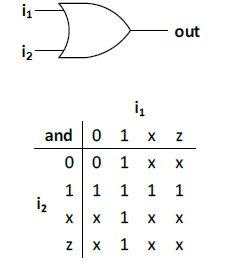 i1
out
i2
i1
and 0 1 x z
0 0 1 x x
1 1 1 1 1
i2
x x 1 x x
z x 1 x x